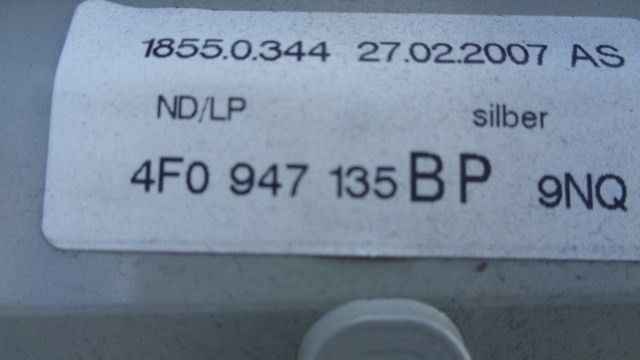 1855.0.344 27.02.2007 AS
ND/LP silber
4F0 947 135 BP 9NQ